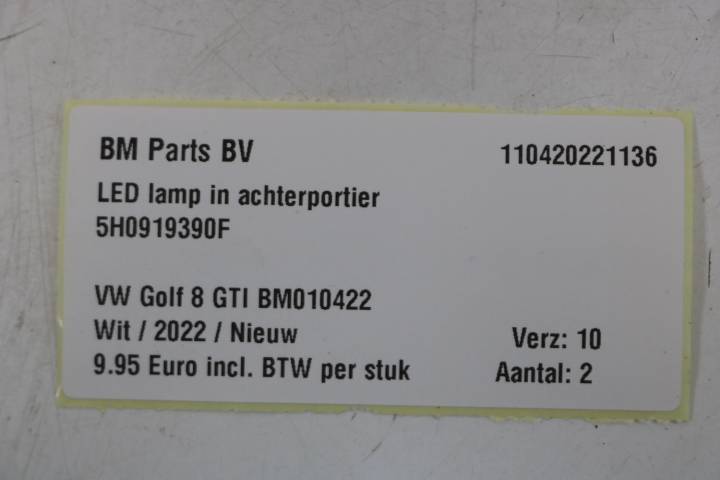 BM Parts BV 110420221136
LED lamp in achterportier
5H0919390F
VW Golf 8 GTI BM010422
Wit / 2022 / Nieuw Verz: 10
9.95 Euro incl. BTW per stuk Aantal: 2